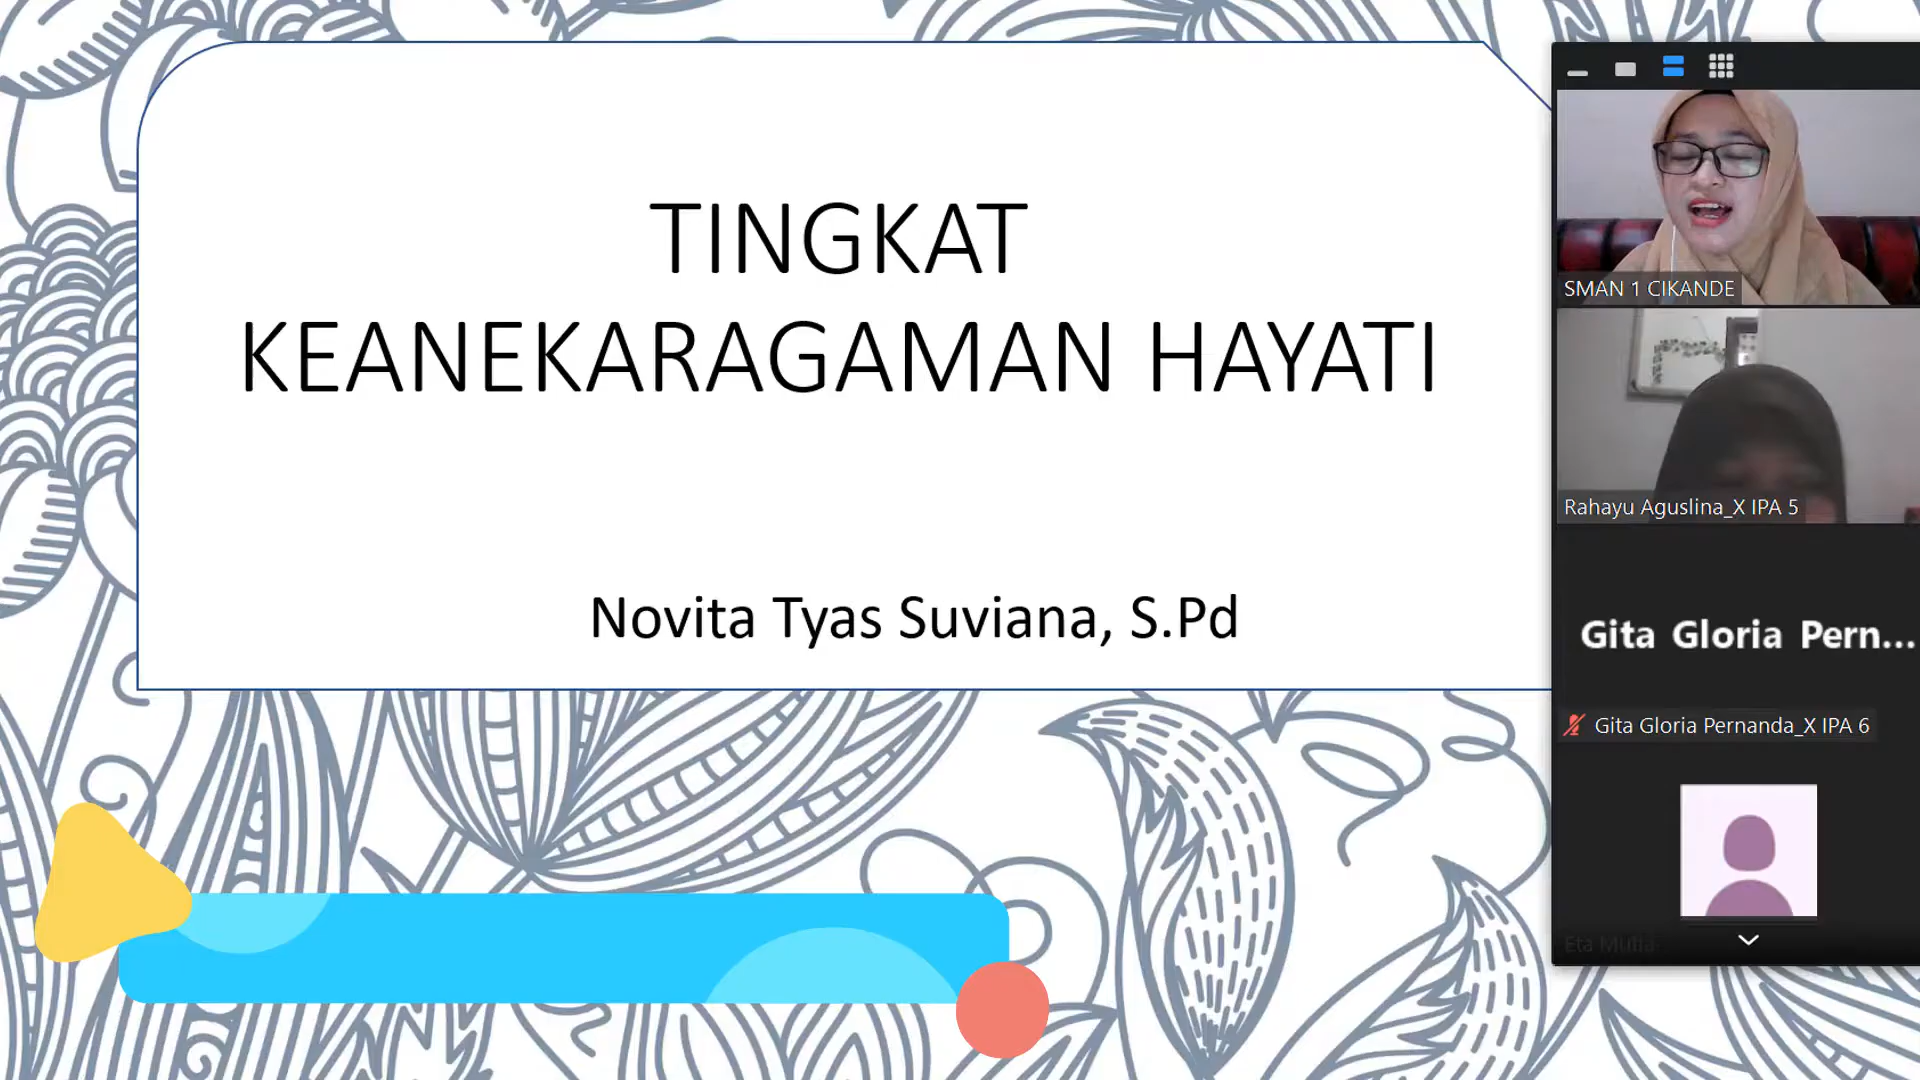 TINGKAT
KEANEKARAGAMAN HAYATI
Novita Tyas Suviana, S.Pd
SMAN 1 CIKANDE
Rahayu Aguslina_X IPA 5
Gita Gloria Pern...
Gita Gloria Pernanda_X IPA 6